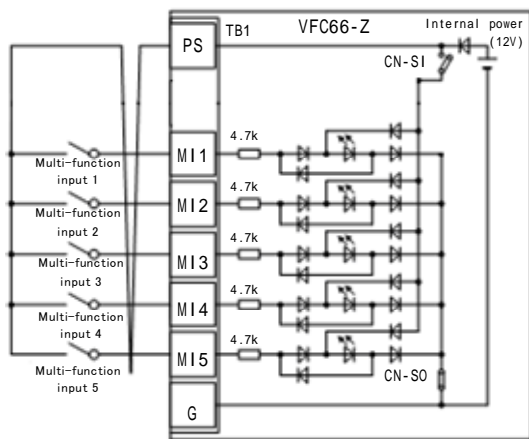 PS
TB1
VFC66-Z
Internal power
(12V)
CN-SI
4.7k
MI1
Multi-function
input 1
4.7k
MI2
Multi-function
input 2
4.7k
MI3
Multi-function
input 3
4.7k
MI4
Multi-function
input 4
4.7k
MI5
Multi-function
input 5
CN-SO
G